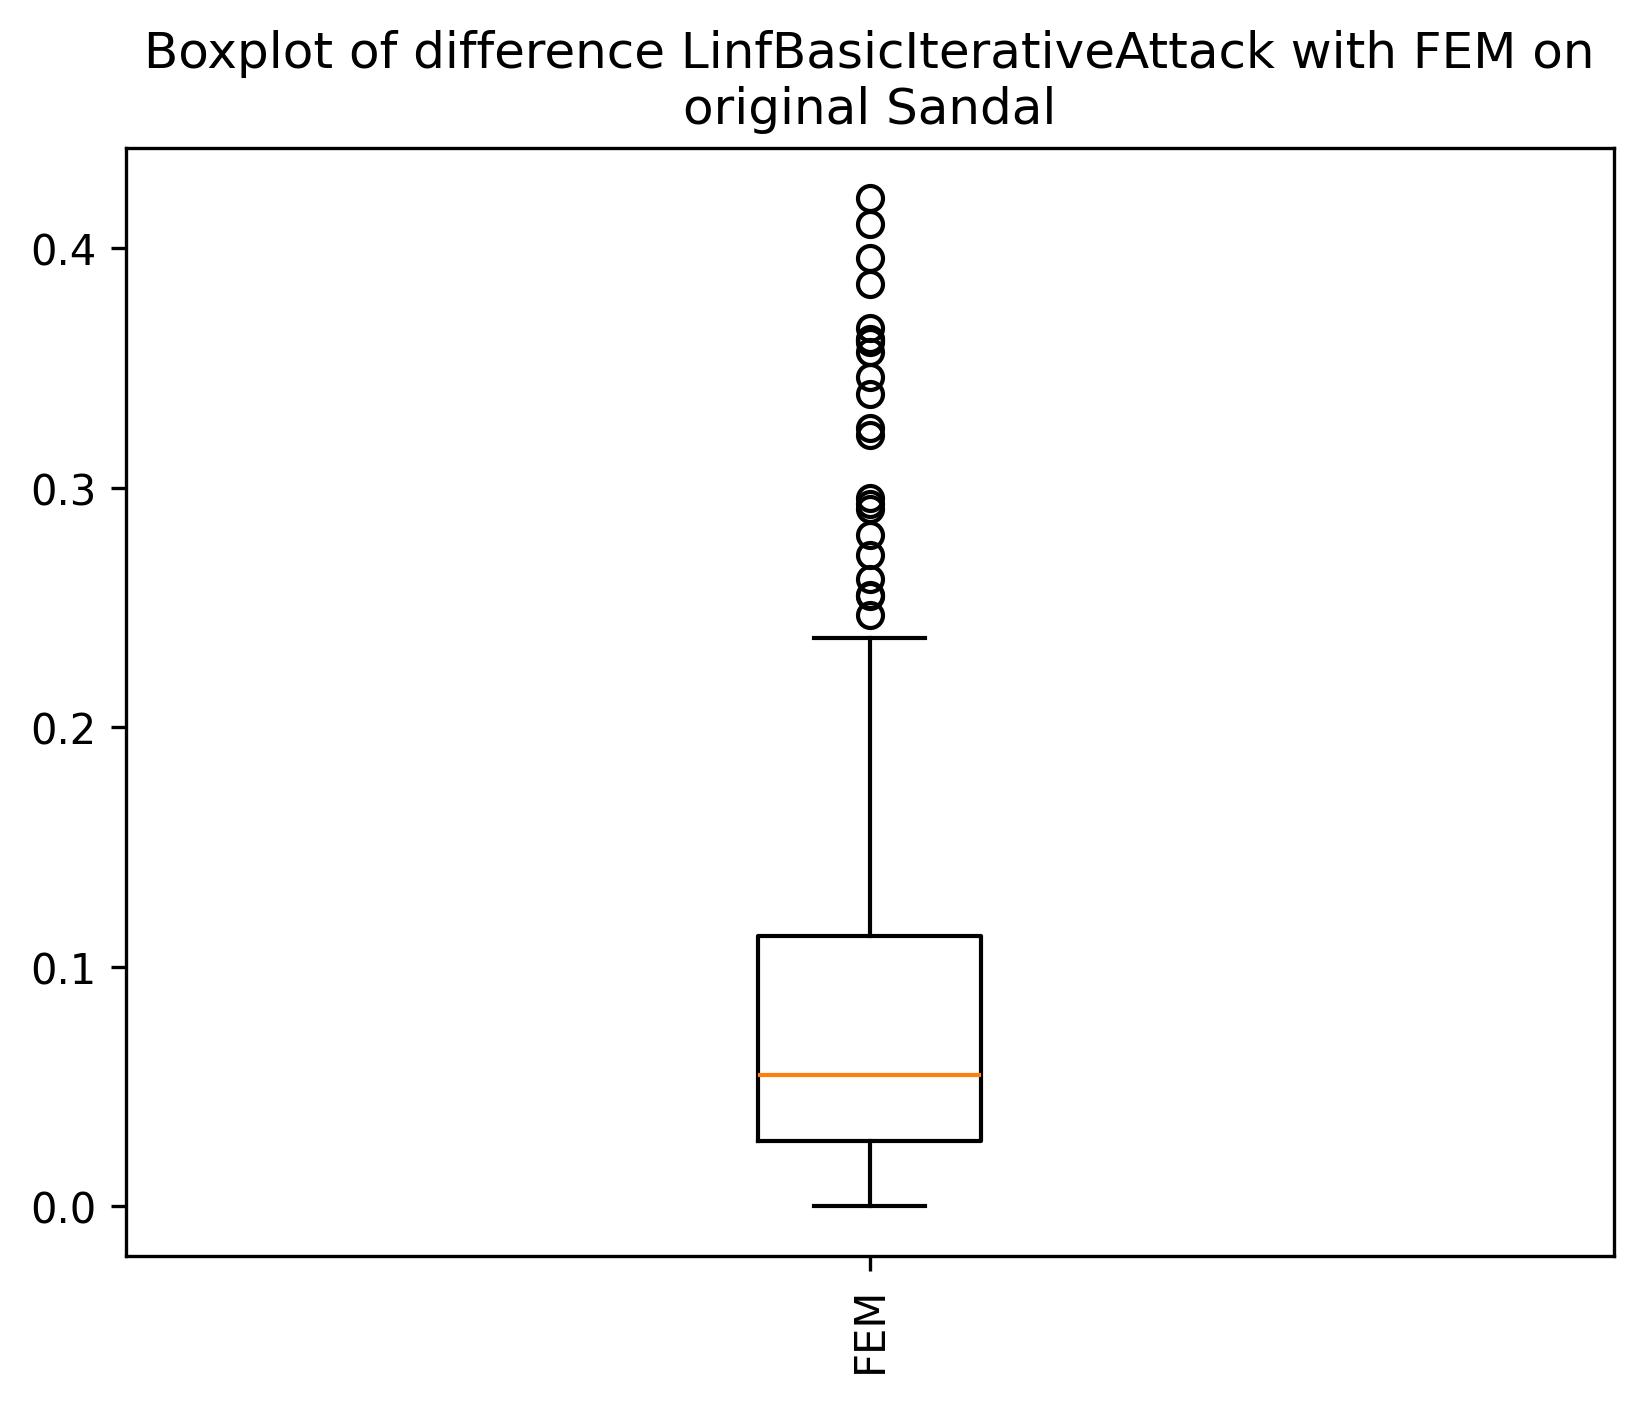 Boxplot of difference LinfBasicIterativeAttack with FEM on
original Sandal
0.4
0.3
0.2
0.1
0.0
FEM